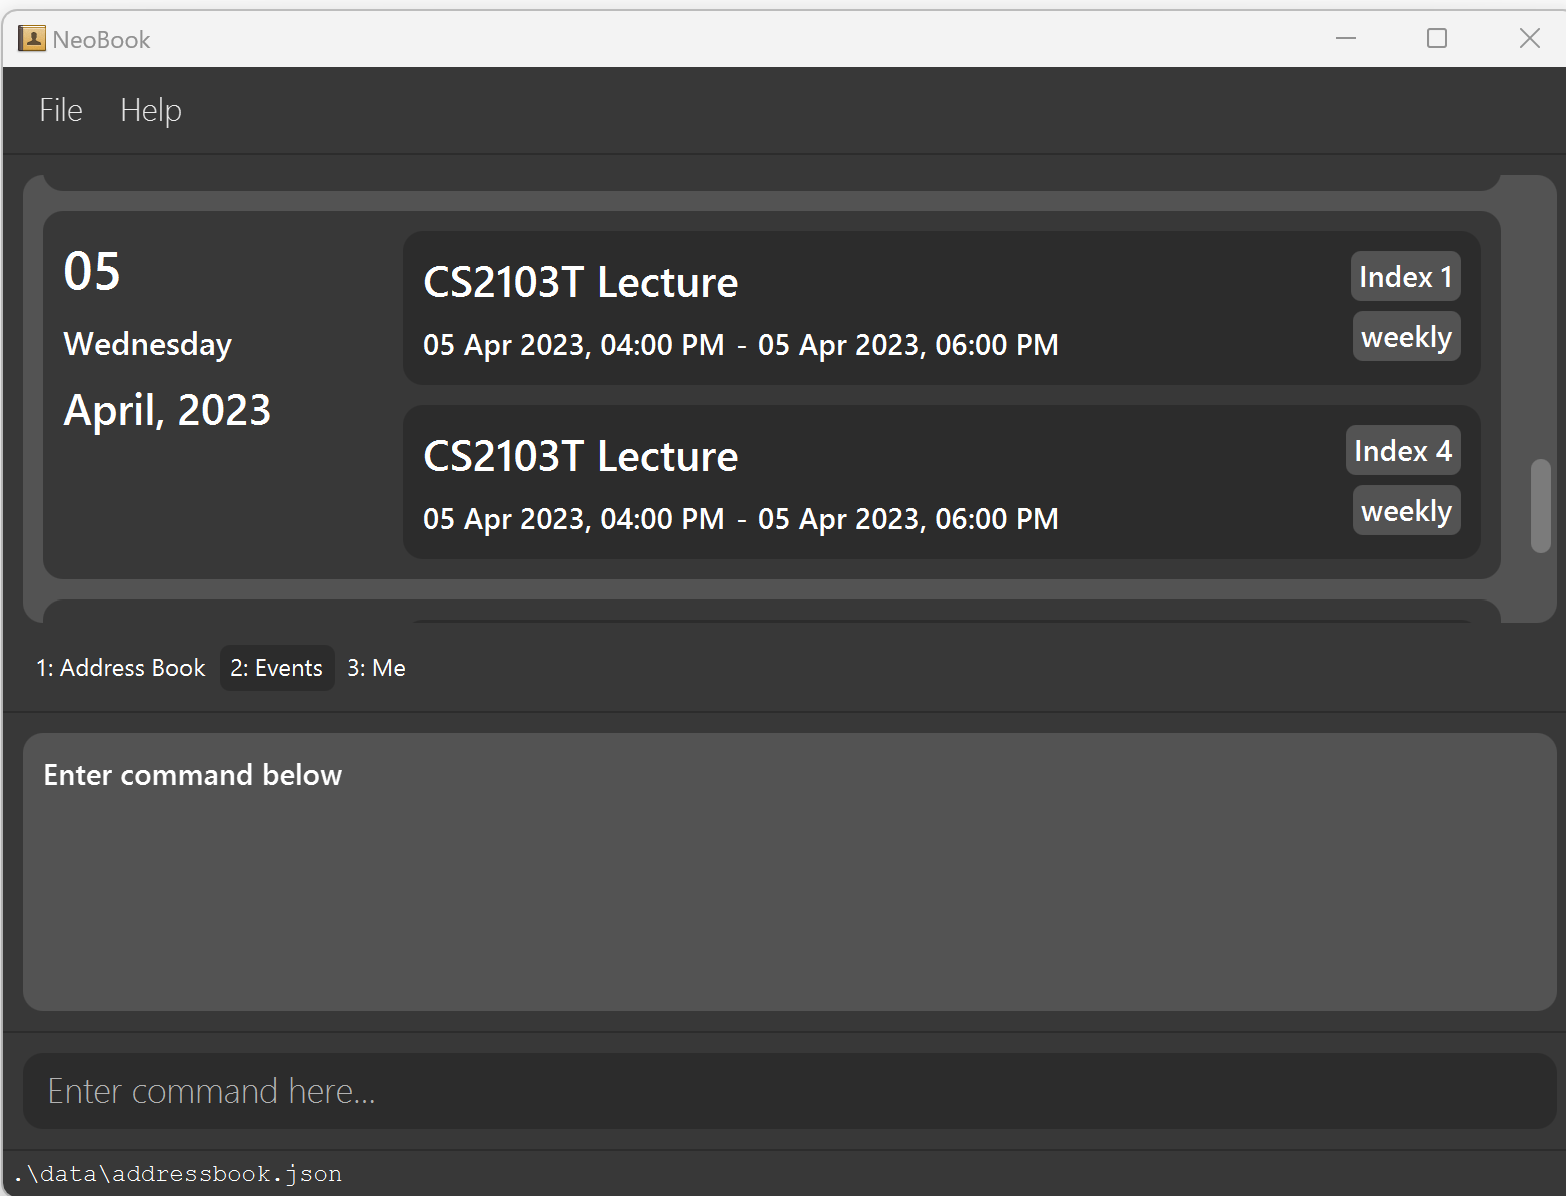 NeoBook
File Help
05
Wednesday
April, 2023
CS2103T Lecture
05 Apr 2023, 04:00 PM - 05 Apr 2023, 06:00 PM
Index 1
weekly
CS2103T Lecture
05 Apr 2023, 04:00 PM - 05 Apr 2023, 06:00 PM
Index 4
weekly
1: Address Book 2: Events 3: Me
Enter command below
Enter command here...
.\data\addressbook.json